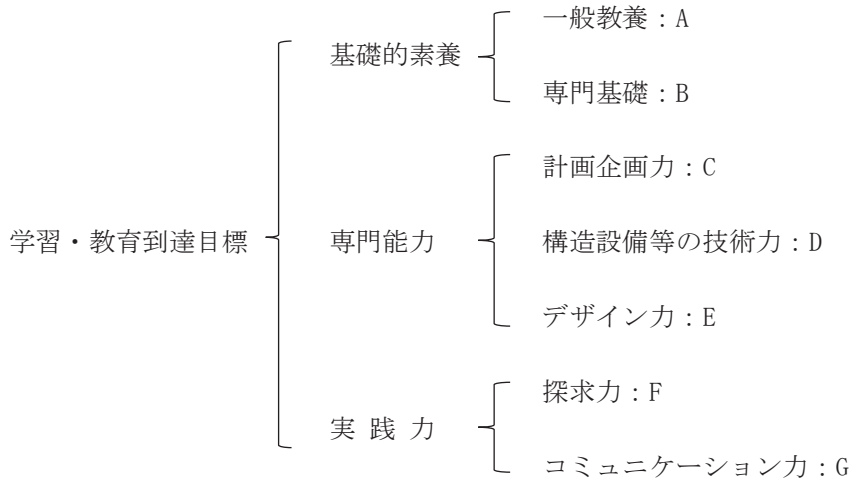 学習・教育到達目標
基礎的素養
一般教養：A
専門基礎：B
専門能力
計画企画力：C
構造設備等の技術力：D
デザイン力：E
実 践 力
探求力：F
コミュニケーション力：G